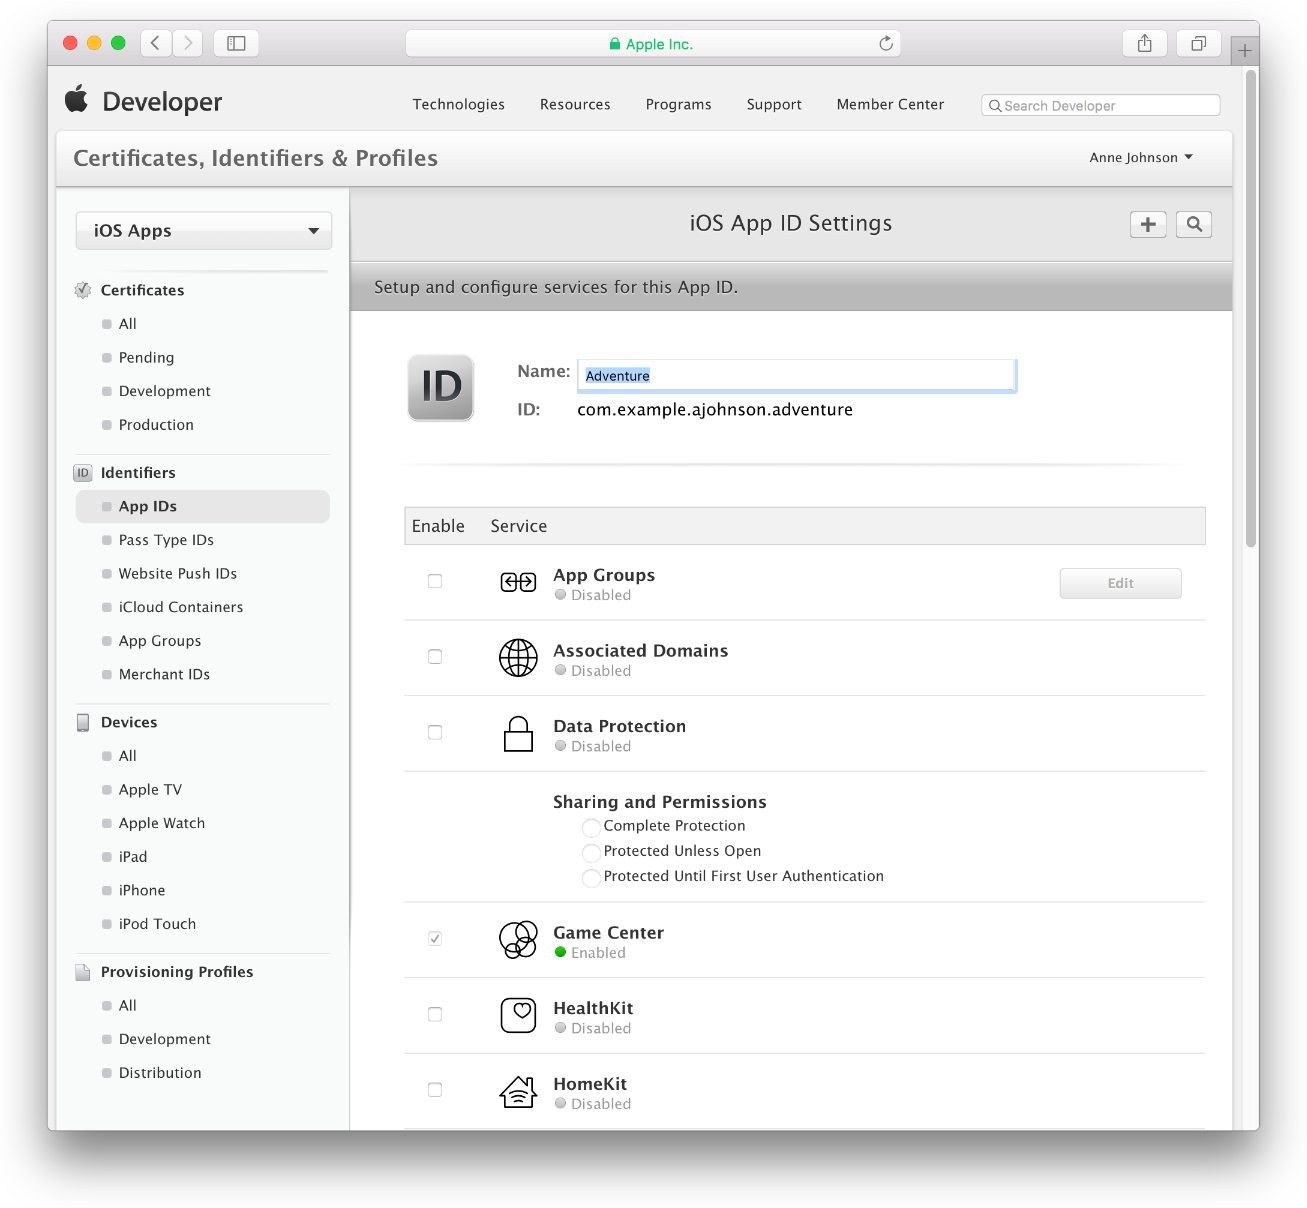 Apple Inc.
Developer
Technologies
Resources
Programs
Support
Member Center
Search Developer
Certificates, Identifiers & Profiles
Anne Johnson
iOS Apps
Certificates
All
Pending
Development
Production
ID Identifiers
App IDs
Pass Type IDs
Website Push IDs
iCloud Containers
App Groups
Merchant IDs
Devices
All
Apple TV
Apple Watch
iPad
iPhone
iPod Touch
Provisioning Profiles
All
Development
Distribution
iOS App ID Settings
Setup and configure services for this App ID.
ID
Name: Adventure
ID: com.example.ajohnson.adventure
Enable Service
App Groups
Disabled
Edit
Associated Domains
Disabled
Data Protection
Disabled
Sharing and Permissions
Complete Protection
Protected Unless Open
Protected Until First User Authentication
Game Center
Enabled
HealthKit
Disabled
HomeKit
Disabled